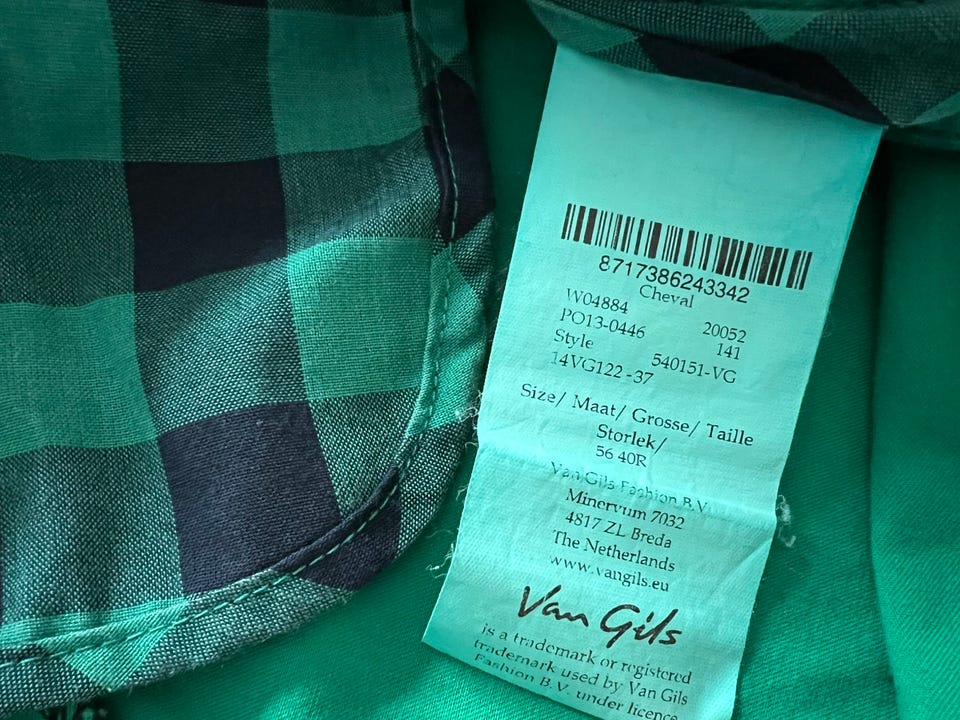 8717386243342
Cheval
W04884 20052
PO13-0446 141
Style 540151-VG
14VG122-37
Size/ Maat/ Grosse/ Taille
Storlek/
56 40R
Van Gils Fashion B.V.
Minervum 7032
4817 ZL Breda
The Netherlands
www.vangils.eu
Van Gils
is a trademark or registered
trademark used by Van Gils
Fashion B.V. under licence